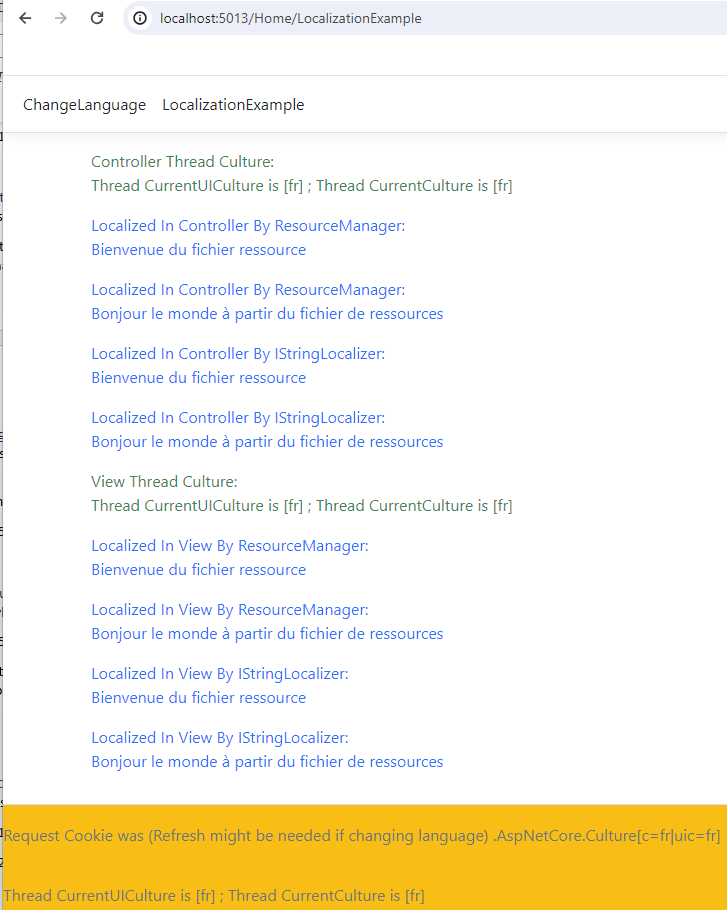 localhost:5013/Home/LocalizationExample
ChangeLanguage LocalizationExample
Controller Thread Culture:
Thread CurrentUICulture is [fr] ; Thread CurrentCulture is [fr]
Localized In Controller By ResourceManager:
Bienvenue du fichier ressource
Localized In Controller By ResourceManager:
Bonjour le monde à partir du fichier de ressources
Localized In Controller By IStringLocalizer:
Bienvenue du fichier ressource
Localized In Controller By IStringLocalizer:
Bonjour le monde à partir du fichier de ressources
View Thread Culture:
Thread CurrentUICulture is [fr] ; Thread CurrentCulture is [fr]
Localized In View By ResourceManager:
Bienvenue du fichier ressource
Localized In View By ResourceManager:
Bonjour le monde à partir du fichier de ressources
Localized In View By IStringLocalizer:
Bienvenue du fichier ressource
Localized In View By IStringLocalizer:
Bonjour le monde à partir du fichier de ressources
Request Cookie was (Refresh might be needed if changing language) .AspNetCore.Culture[c=fr|uic=fr]
Thread CurrentUICulture is [fr] ; Thread CurrentCulture is [fr]